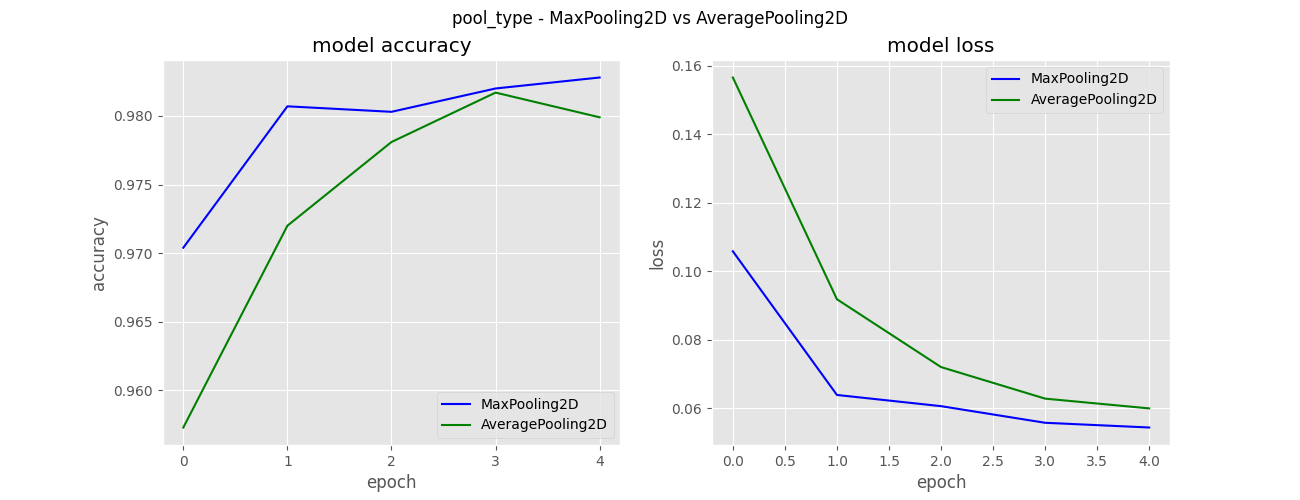 pool_type - MaxPooling2D vs AveragePooling2D
model accuracy
0.980
0.975
0.970
0.965
0.960
accuracy
0
1
2
3
4
epoch
MaxPooling2D
AveragePooling2D
model loss
0.16
0.14
0.12
0.10
0.08
0.06
loss
0.0
0.5
1.0
1.5
2.0
2.5
3.0
3.5
4.0
epoch
MaxPooling2D
AveragePooling2D